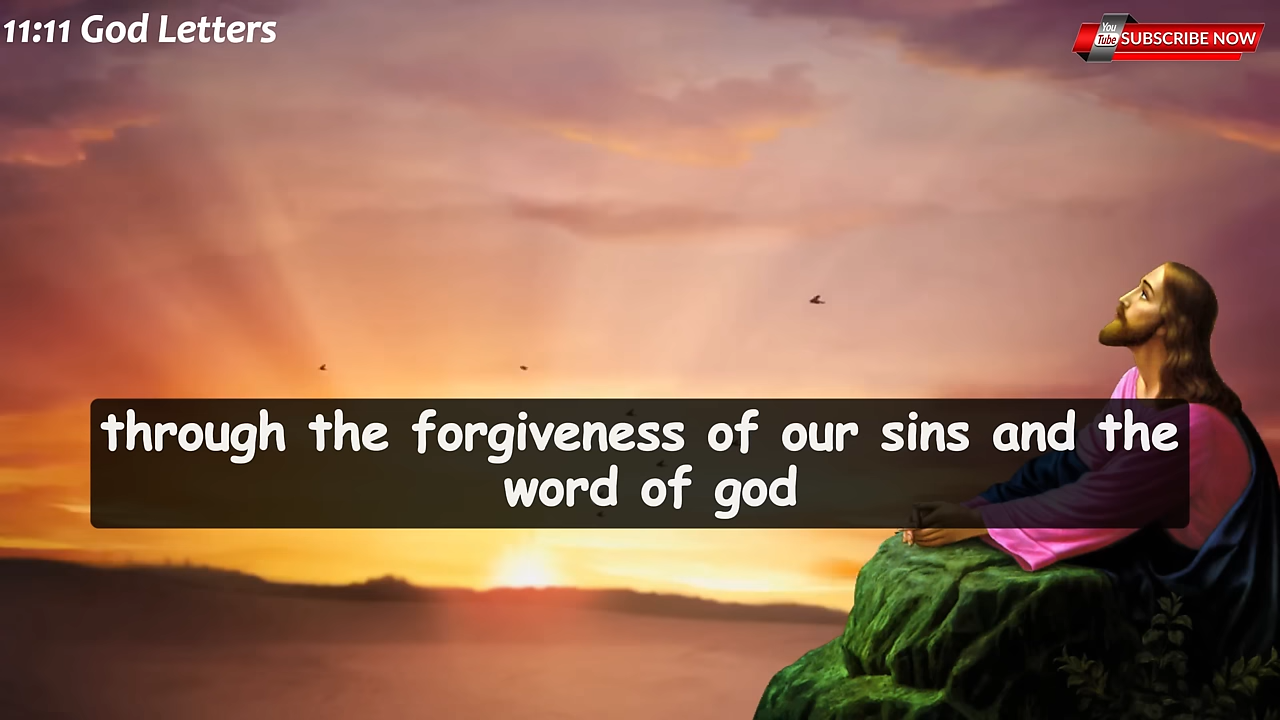 11:11 God Letters
You
Tube
SUBSCRIBE NOW
through the forgiveness of our sins and the
word of god